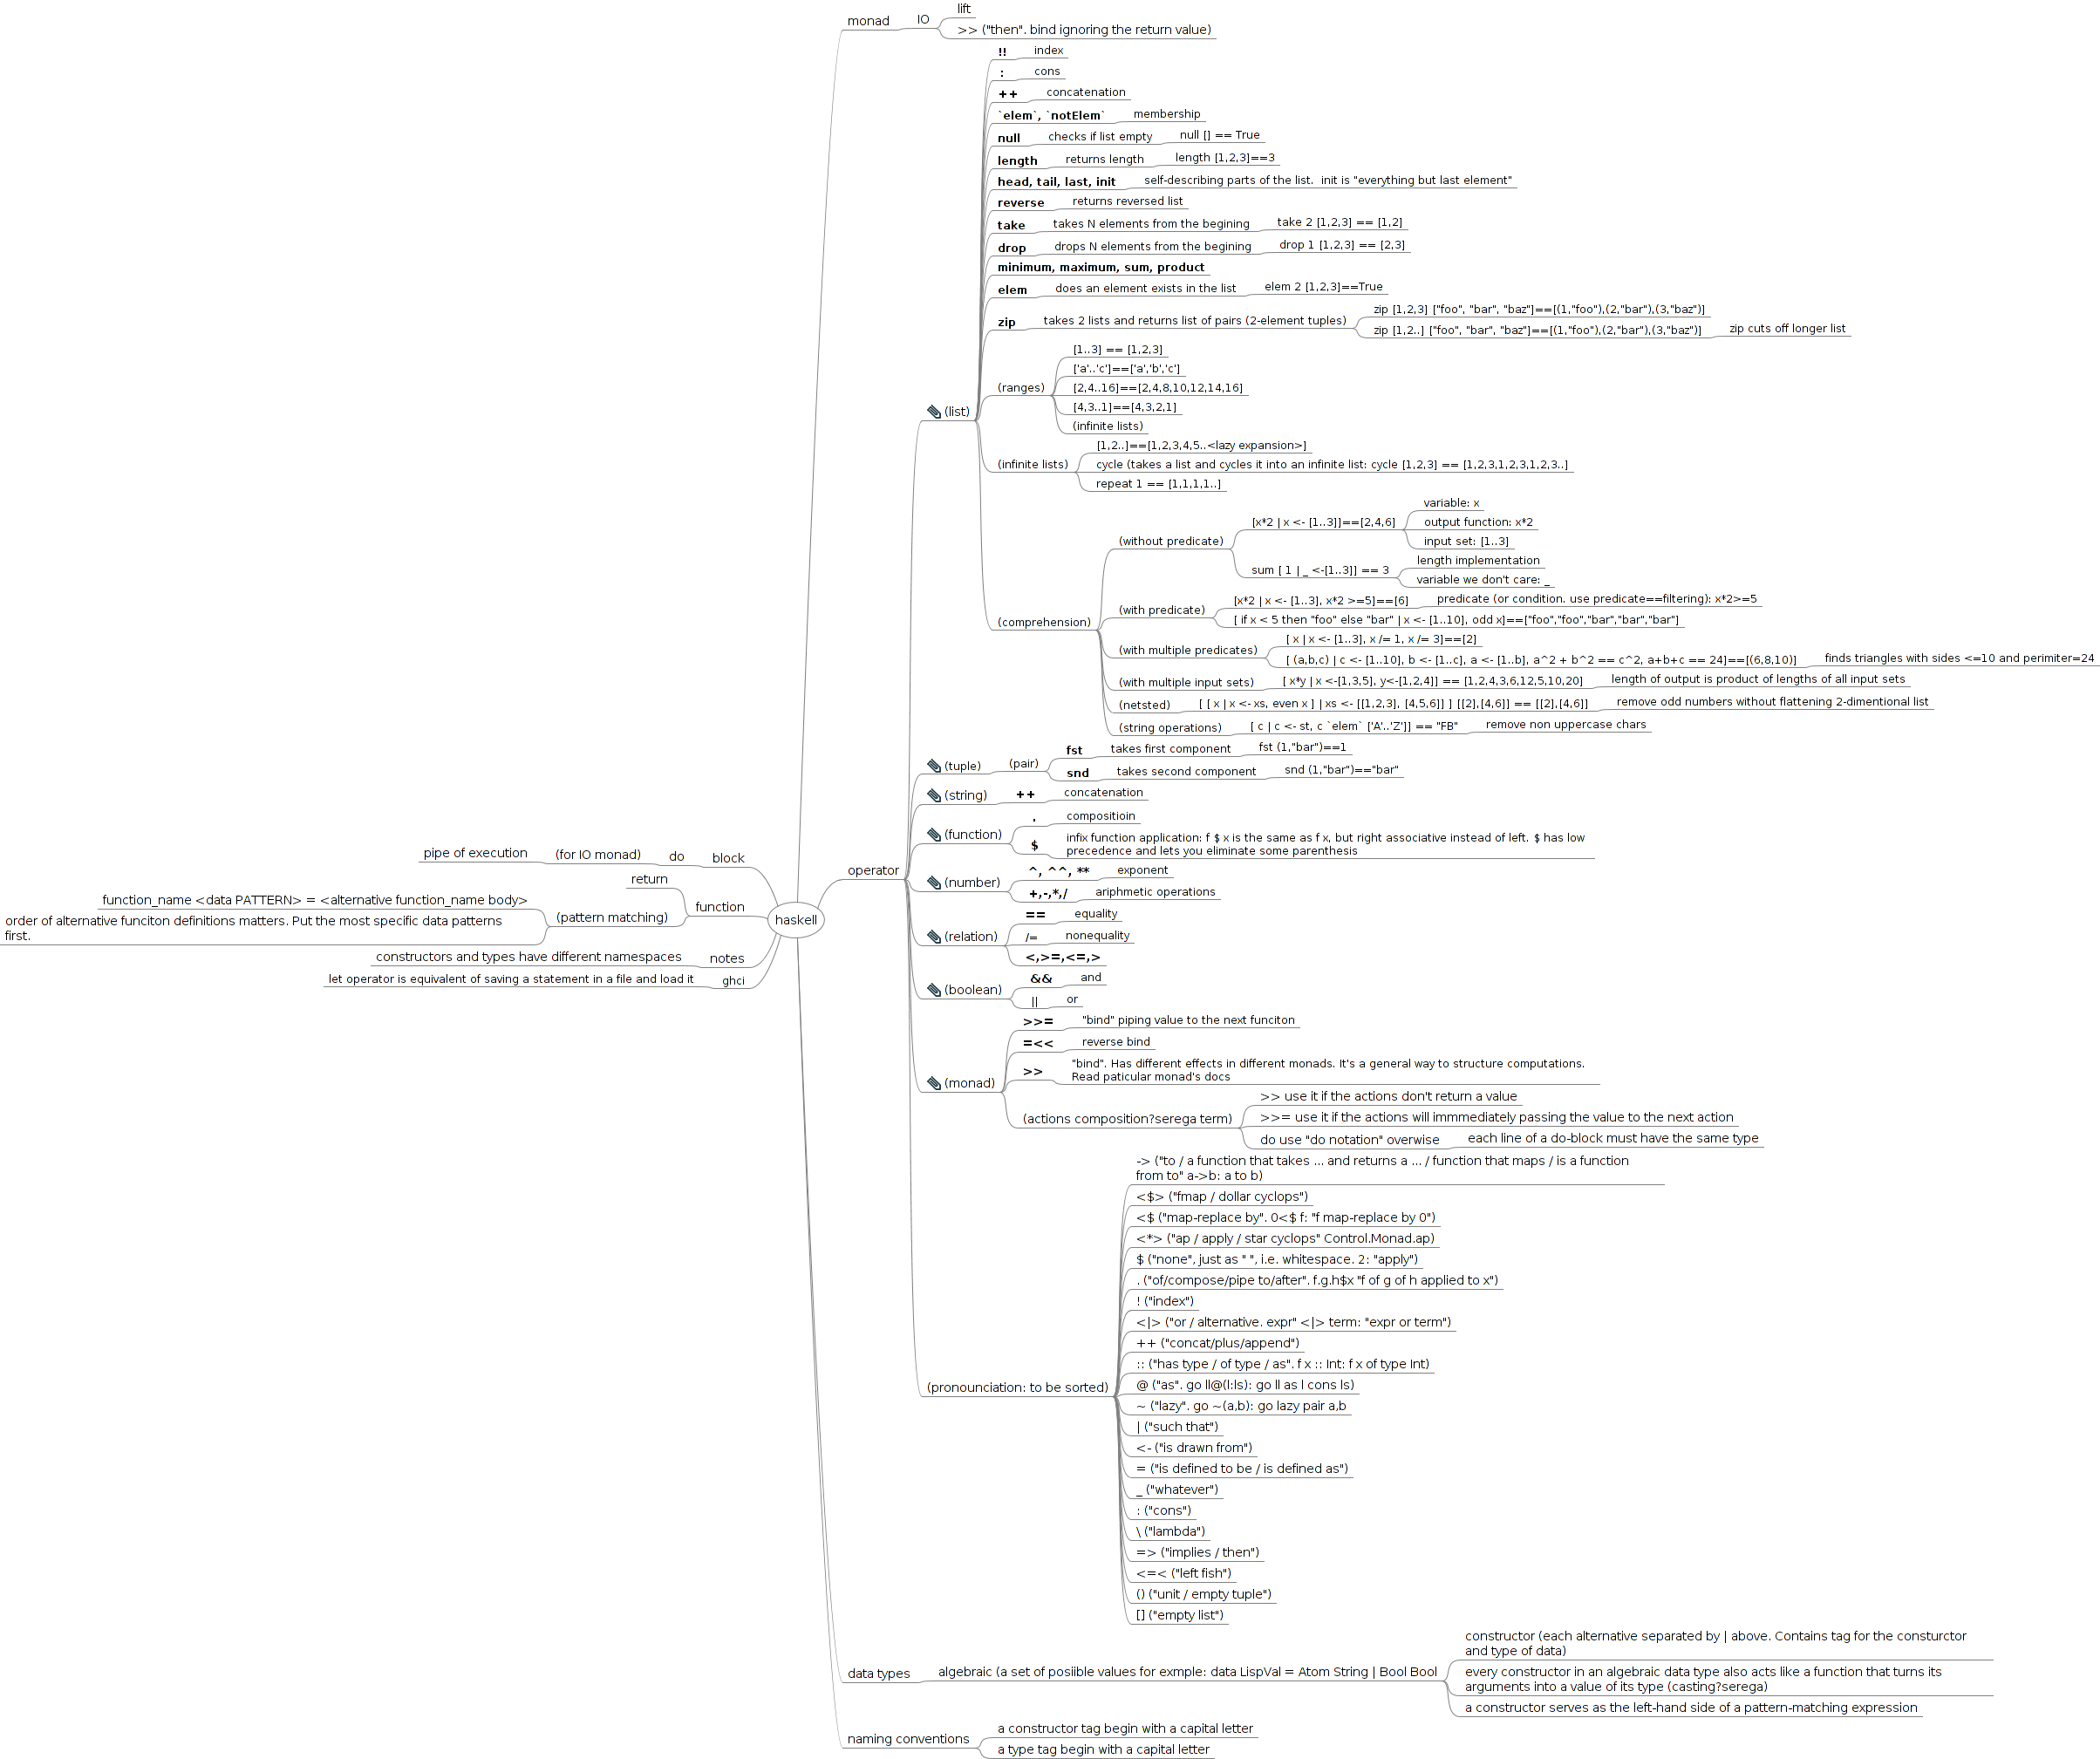 monad
IO
lift
>> ("then". bind ignoring the return value)
operator
(list)
!! index
: cons
++ concatenation
`elem`, `notElem` membership
null checks if list empty null [] == True
length returns length length [1,2,3]==3
head, tail, last, init self-describing parts of the list.  init is "everything but last element"
reverse returns reversed list
take takes N elements from the begining take 2 [1,2,3] == [1,2]
drop drops N elements from the begining drop 1 [1,2,3] == [2,3]
minimum, maximum, sum, product
elem does an element exists in the list elem 2 [1,2,3]==True
zip takes 2 lists and returns list of pairs (2-element tuples)
zip [1,2,3] ["foo", "bar", "baz"]==[(1,"foo"),(2,"bar"),(3,"baz")]
zip [1,2..] ["foo", "bar", "baz"]==[(1,"foo"),(2,"bar"),(3,"baz")] zip cuts off longer list
(ranges)
[1..3] == [1,2,3]
['a'..'c']==['a','b','c']
[2,4..16]==[2,4,8,10,12,14,16]
[4,3..1]==[4,3,2,1]
(infinite lists)
(infinite lists)
[1,2..]==[1,2,3,4,5..<lazy expansion>]
cycle (takes a list and cycles it into an infinite list: cycle [1,2,3] == [1,2,3,1,2,3,1,2,3..]
repeat 1 == [1,1,1,1..]
(comprehension)
(without predicate)
[x*2 | x <- [1..3]]==[2,4,6]
variable: x
output function: x*2
input set: [1..3]
sum [ 1 | _ <-[1..3]] == 3
length implementation
variable we don't care: _
(with predicate)
[x*2 | x <- [1..3], x*2 >=5]==[6] predicate (or condition. use predicate==filtering): x*2>=5
[ if x < 5 then "foo" else "bar" | x <- [1..10], odd x]==["foo","foo","bar","bar","bar"]
(with multiple predicates)
[ x | x <- [1..3], x /= 1, x /= 3]==[2]
[ (a,b,c) | c <- [1..10], b <- [1..c], a <- [1..b], a^2 + b^2 == c^2, a+b+c == 24]==[(6,8,10)] finds triangles with sides <=10 and perimiter=24
(with multiple input sets) [ x*y | x <-[1,3,5], y<-[1,2,4]] == [1,2,4,3,6,12,5,10,20] length of output is product of lengths of all input sets
(netsted) [ [ x | x <- xs, even x ] | xs <- [[1,2,3], [4,5,6]] ] [[2],[4,6]] == [[2],[4,6]] remove odd numbers without flattening 2-dimentional list
(string operations) [ c | c <- st, c `elem` ['A'..'Z']] == "FB" remove non uppercase chars
(tuple)
(pair)
fst takes first component fst (1,"bar")==1
snd takes second component snd (1,"bar")=="bar"
(string) ++ concatenation
(function)
. compositioin
$ infix function application: f $ x is the same as f x, but right associative instead of left. $ has low
precedence and lets you eliminate some parenthesis
(number)
^, ^^, ** exponent
+,-,*,/ ariphmetic operations
(relation)
== equality
/= nonequality
<,>=,<=,>
(boolean)
&& and
|| or
(monad)
>>= "bind" piping value to the next funciton
=<< reverse bind
>> "bind". Has different effects in different monads. It's a general way to structure computations.
Read paticular monad's docs
(actions composition?serega term)
>> use it if the actions don't return a value
>>= use it if the actions will immmediately passing the value to the next action
do use "do notation" overwise each line of a do-block must have the same type
(pronounciation: to be sorted)
-> ("to / a function that takes ... and returns a ... / function that maps / is a function
from to" a->b: a to b)
<$> ("fmap / dollar cyclops")
<$ ("map-replace by". 0<$ f: "f map-replace by 0")
<*> ("ap / apply / star cyclops" Control.Monad.ap)
$ ("none", just as " ", i.e. whitespace. 2: "apply")
. ("of/compose/pipe to/after". f.g.h$x "f of g of h applied to x")
! ("index")
<|> ("or / alternative. expr" <|> term: "expr or term")
++ ("concat/plus/append")
:: ("has type / of type / as". f x :: Int: f x of type Int)
@ ("as". go ll@(l:ls): go ll as l cons ls)
~ ("lazy". go ~(a,b): go lazy pair a,b
| ("such that")
<- ("is drawn from")
= ("is defined to be / is defined as")
_ ("whatever")
: ("cons")
\ ("lambda")
=> ("implies / then")
<=< ("left fish")
() ("unit / empty tuple")
[] ("empty list")
data types
algebraic (a set of posiible values for exmple: data LispVal = Atom String | Bool Bool
constructor (each alternative separated by | above. Contains tag for the consturctor
and type of data)
every constructor in an algebraic data type also acts like a function that turns its
arguments into a value of its type (casting?serega)
a constructor serves as the left-hand side of a pattern-matching expression
naming conventions
a constructor tag begin with a capital letter
a type tag begin with a capital letter
haskell
block
do
(for IO monad)
pipe of execution
function
return
(pattern matching)
function_name <data PATTERN> = <alternative function_name body>
order of alternative funciton definitions matters. Put the most specific data patterns
first.
notes
constructors and types have different namespaces
ghci
let operator is equivalent of saving a statement in a file and load it